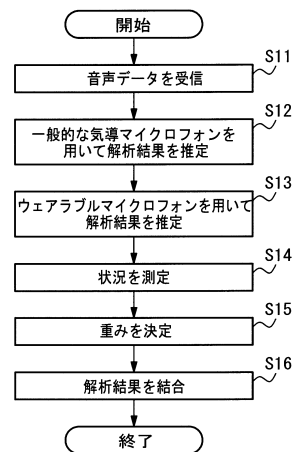 開始
S11
音声データを受信
S12
一般的な気導マイクロフォンを
用いて解析結果を推定
S13
ウェアラブルマイクロフォンを用いて
解析結果を推定
S14
状況を測定
S15
重みを決定
S16
解析結果を結合
終了